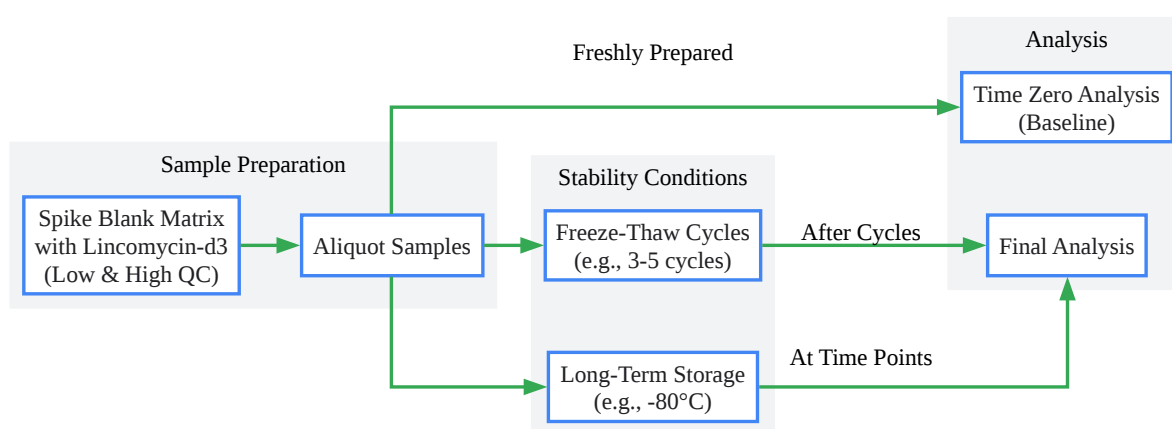 Analysis
Freshly Prepared
Time Zero Analysis
(Baseline)
Sample Preparation
Stability Conditions
Spike Blank Matrix
with Lincomycin-d3
(Low & High QC)
Aliquot Samples
Freeze-Thaw Cycles
(e.g., 3-5 cycles)
After Cycles
Final Analysis
At Time Points
Long-Term Storage
(e.g., -80°C)